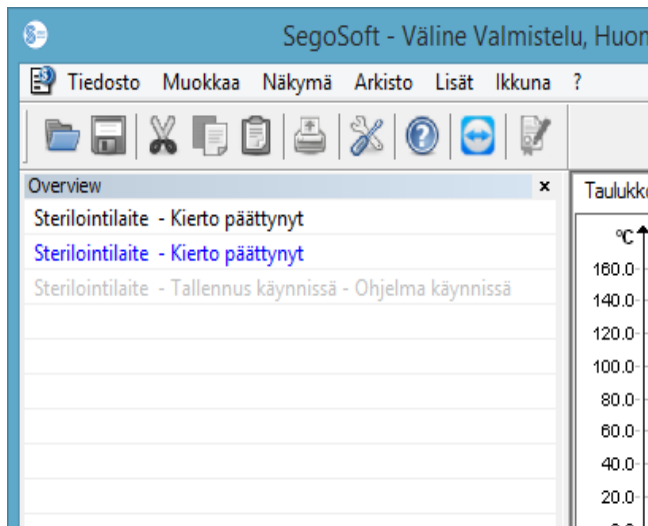 SegoSoft - Väline Valmistelu, Huon
Tiedosto Muokkaa Näkymä Arkisto Lisät Ikkuna ?
Overview x
Sterilointilaite - Kierto päättynyt
Sterilointilaite - Kierto päättynyt
Sterilointilaite - Tallennus käynnissä - Ohjelma käynnissä
Taulukko
°C
160.0
140.0
120.0
100.0
80.0
60.0
40.0
20.0